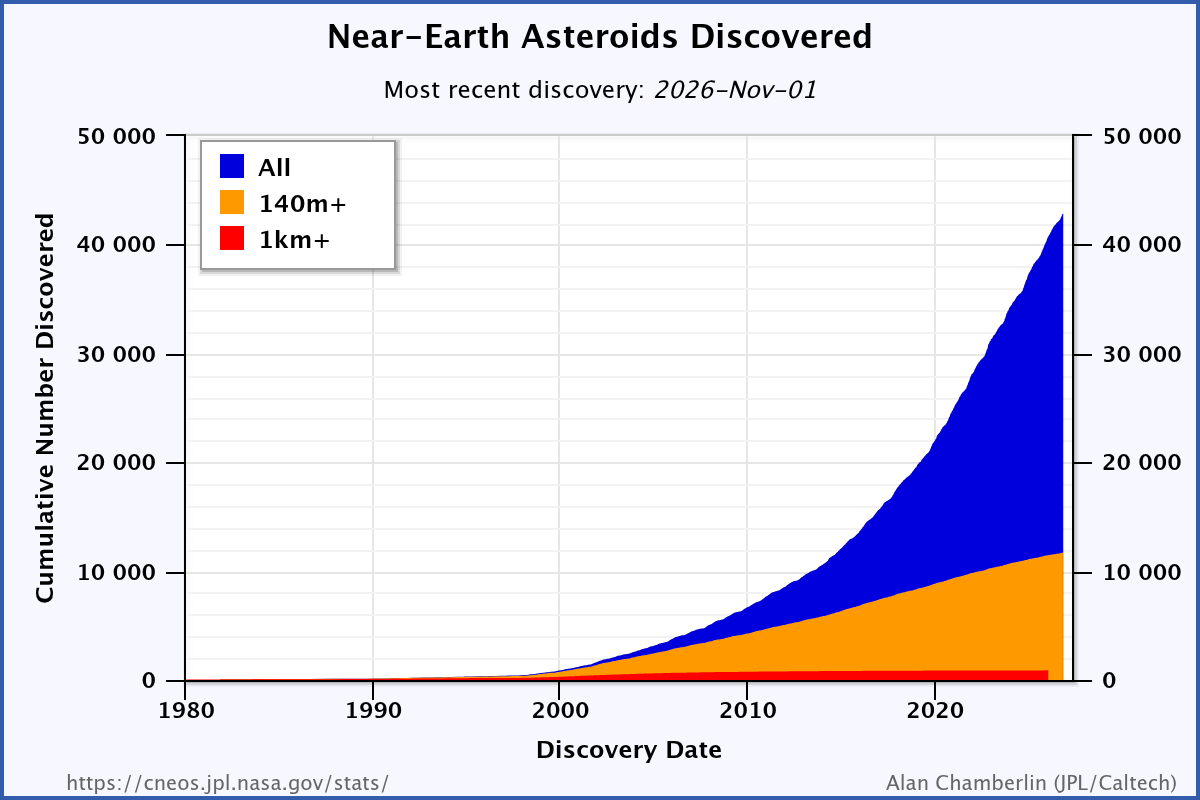 Near-Earth Asteroids Discovered
Most recent discovery: 2026-Nov-01
50 000
50 000
All
140m+
1km+
40 000
40 000
30 000
30 000
20 000
20 000
10 000
10 000
0
0
Cumulative Number Discovered
1980 1990 2000 2010 2020
Discovery Date
https://cneos.jpl.nasa.gov/stats/
Alan Chamberlin (JPL/Caltech)